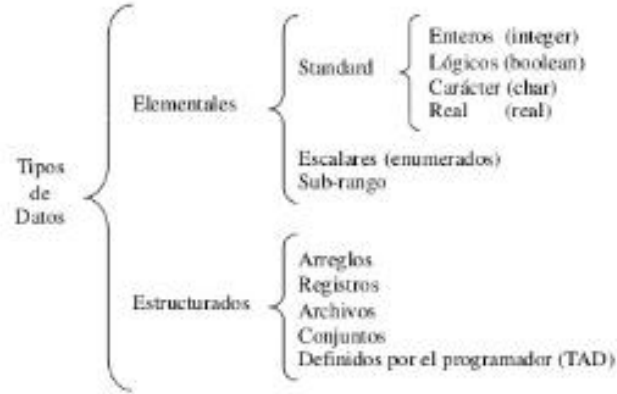 Tipos
de
Datos
Elementales
Standard
Enteros (integer)
Lógicos (boolean)
Carácter (char)
Real (real)
Escalares (enumerados)
Sub-rango
Estructurados
Arreglos
Registros
Archivos
Conjuntos
Definidos por el programador (TAD)